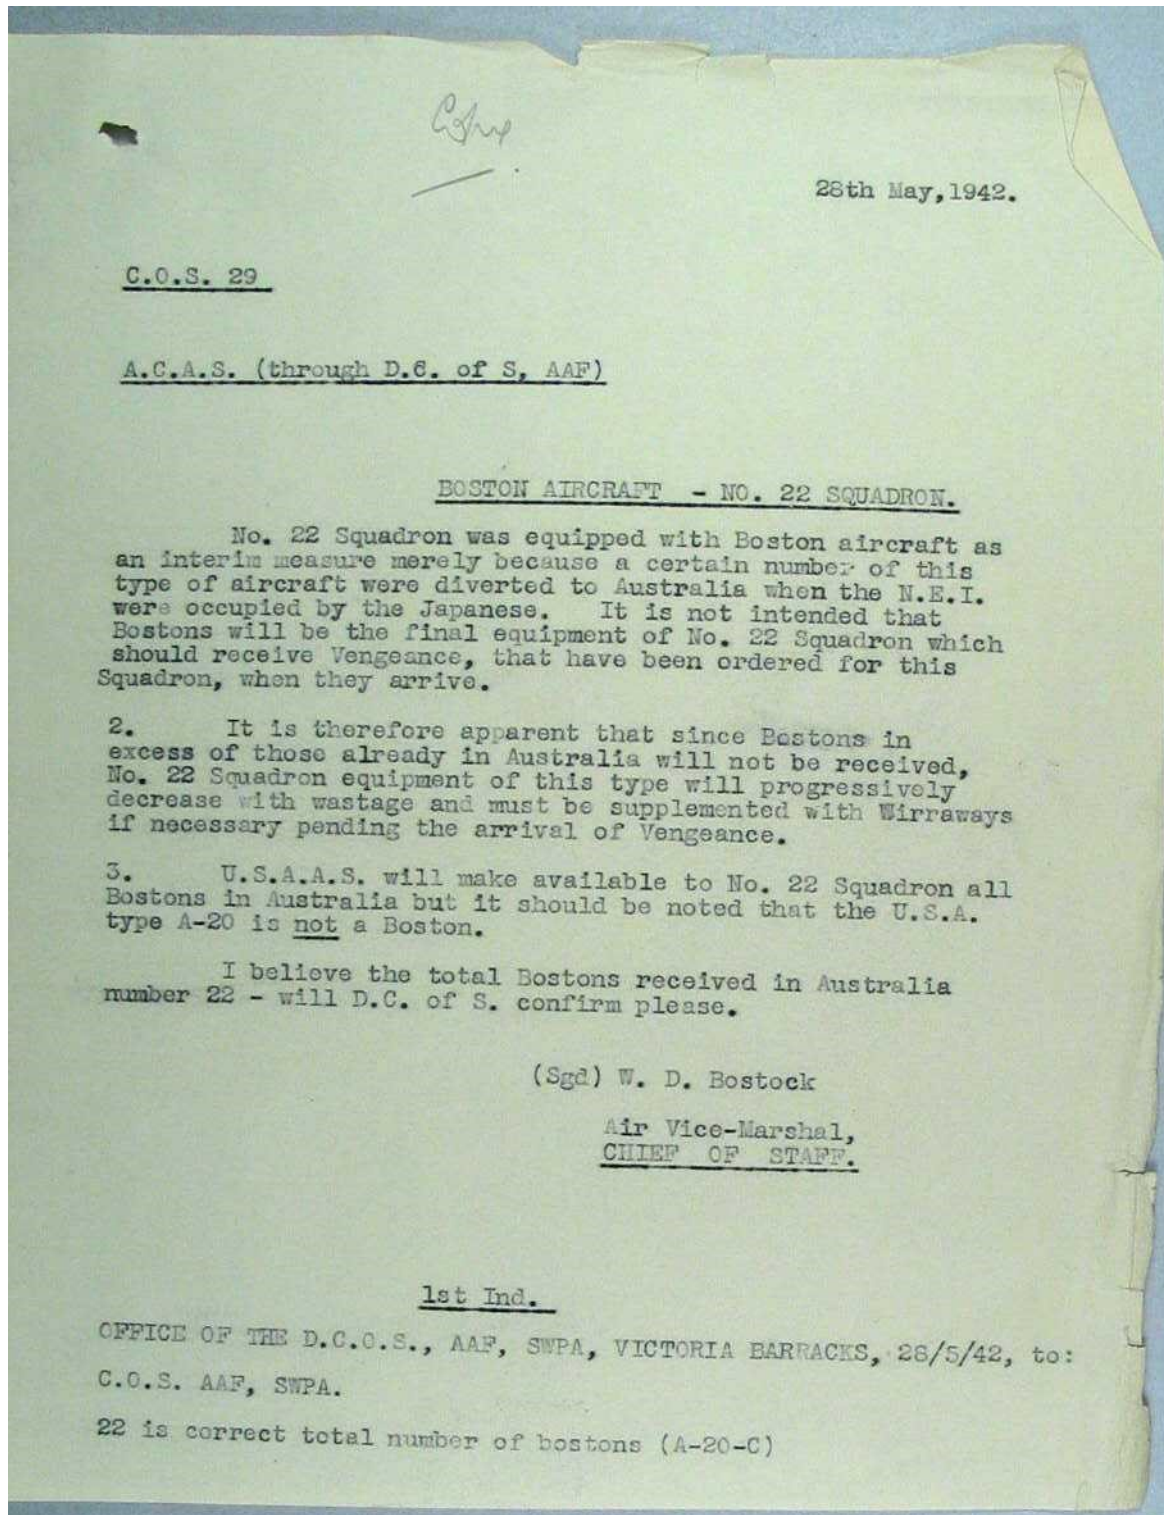 Copy.
28th May,1942.
C.O.S. 29
A.C.A.S. (through D.C. of S, AAF)
BOSTON AIRCRAFT - NO. 22 SQUADRON.
No. 22 Squadron was equipped with Boston aircraft as
an interim measure merely because a certain number of this
type of aircraft were diverted to Australia when the N.E.I.
were occupied by the Japanese. It is not intended that
Bostons will be the final equipment of No. 22 Squadron which
should receive Vengeance, that have been ordered for this
Squadron, when they arrive.
2. It is therefore apparent that since Bostons in
excess of those already in Australia will not be received,
No. 22 Squadron equipment of this type will progressively
decrease with wastage and must be supplemented with Wirraways
if necessary pending the arrival of Vengeance.
3. U.S.A.A.S. will make available to No. 22 Squadron all
Bostons in Australia but it should be noted that the U.S.A.
type A-20 is not a Boston.
I believe the total Bostons received in Australia
number 22 - will D.C. of S. confirm please.
(Sgd) W. D. Bostock
Air Vice-Marshal,
CHIEF OF STAFF.
1st Ind.
OFFICE OF THE D.C.O.S., AAF, SWPA, VICTORIA BARRACKS, 28/5/42, to:
C.O.S. AAF, SWPA.
22 is correct total number of bostons (A-20-C)